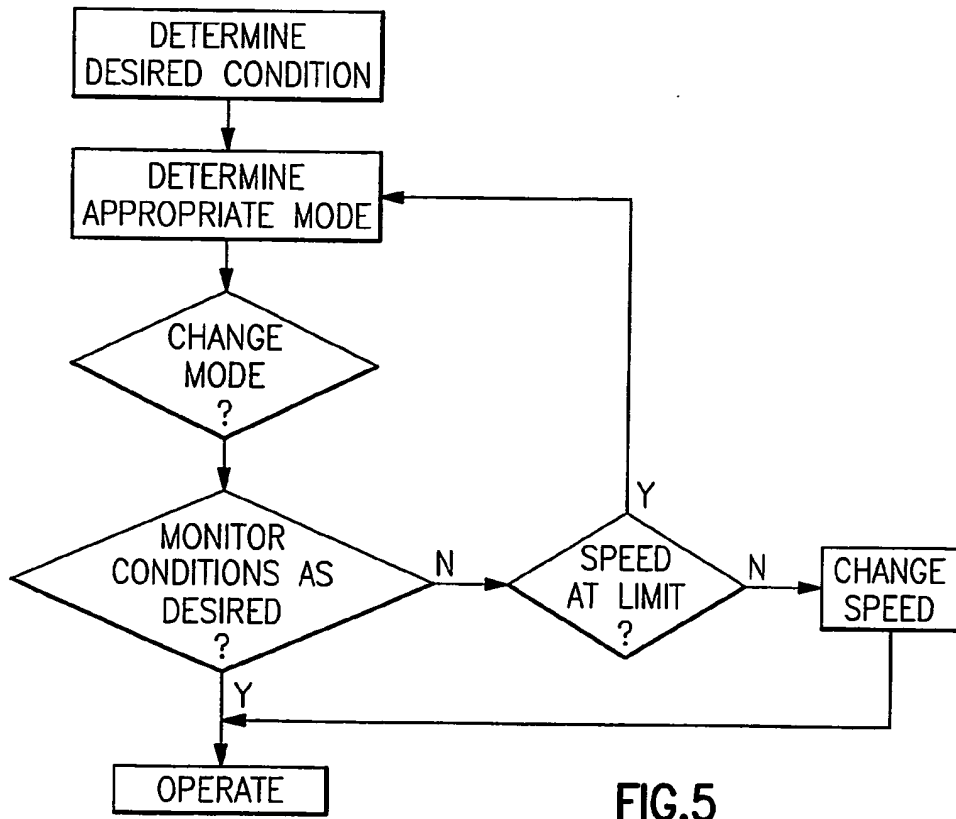 DETERMINE
DESIRED CONDITION
DETERMINE
APPROPRIATE MODE
CHANGE
MODE
?
MONITOR
CONDITIONS AS
DESIRED
?
N
Y
SPEED
AT LIMIT
?
Y
N
CHANGE
SPEED
OPERATE
FIG.5